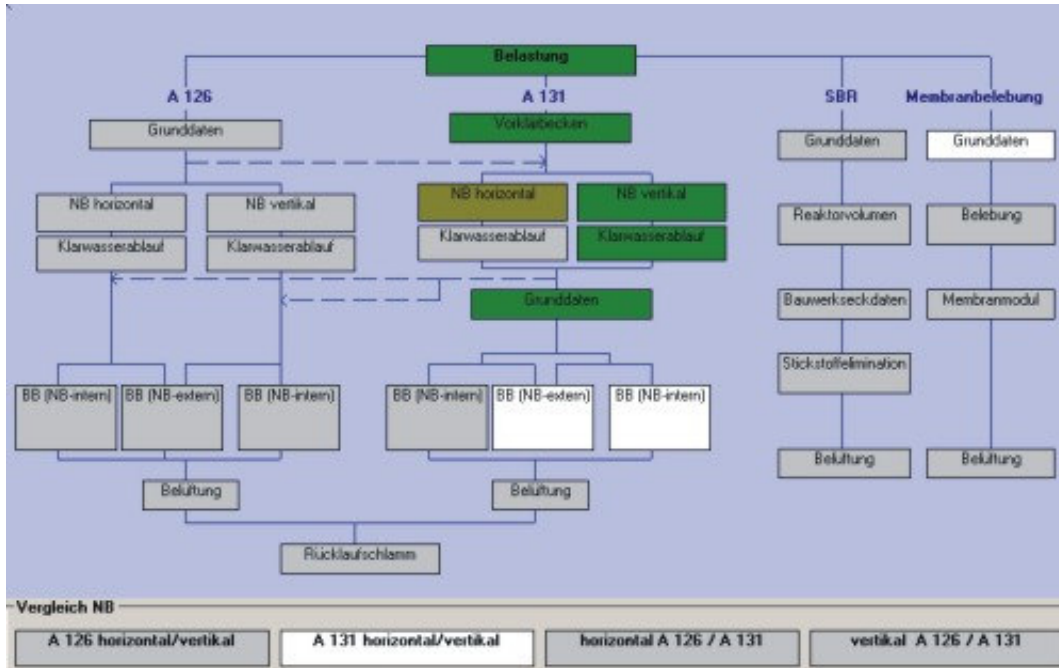 Belastung
A 126
A 131
SBR
Membranbelebung
Grunddaten
Vorklärbecken
Grunddaten
Grunddaten
NB horizontal
NB vertikal
NB horizontal
NB vertikal
Reaktorvolumen
Belebung
Klarwasserablauf
Klarwasserablauf
Klarwasserablauf
Klarwasserablauf
Grunddaten
Bauwerkseckdaten
Membranmodul
Stickstoffelimination
BB (NB-intern)
BB (NB-extern)
BB (NB-intern)
BB (NB-intern)
BB (NB-extern)
BB (NB-intern)
Belüftung
Belüftung
Belüftung
Belüftung
Rücklaufschlamm
Vergleich NB
A 126 horizontal/vertikal
A 131 horizontal/vertikal
horizontal A 126 / A 131
vertikal A 126 / A 131